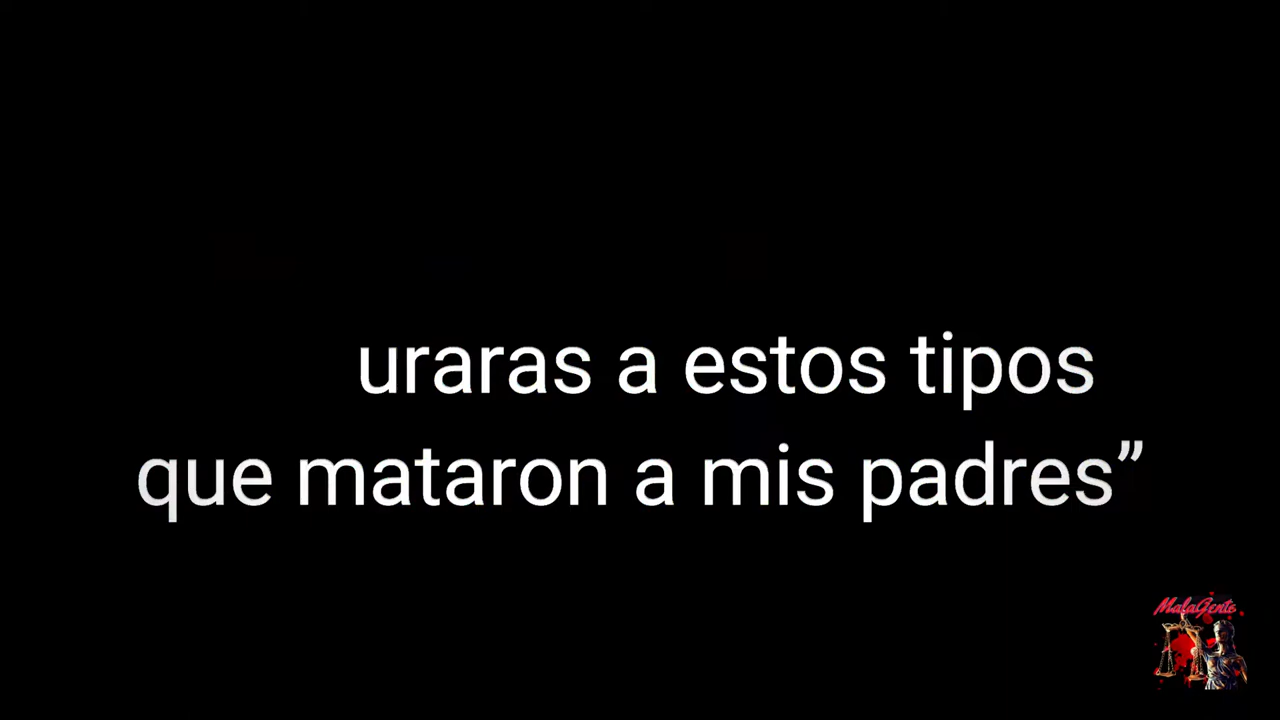 uraras a estos tipos
que mataron a mis padres”
MalaGente